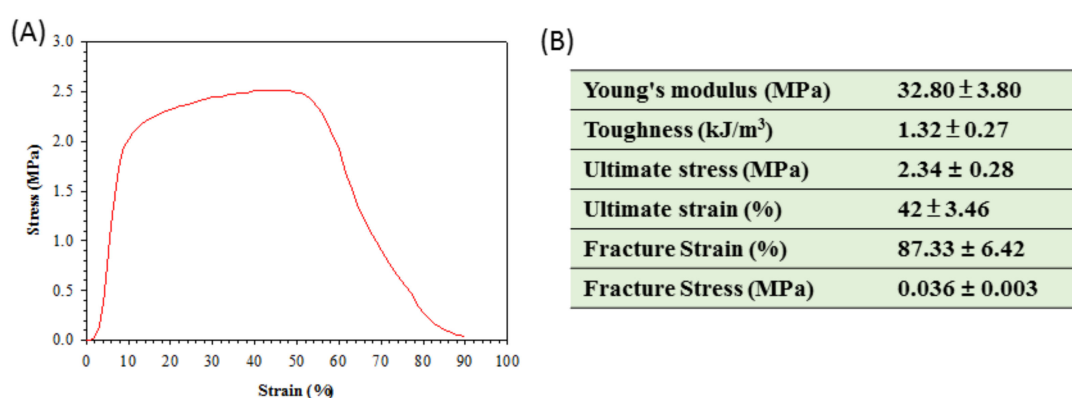 (A)
3.0
2.5
2.0
1.5
1.0
0.5
0.0
Stress (MPa)
0 10 20 30 40 50 60 70 80 90 100
Strain (%)
(B)
Young's modulus (MPa) 32.80 ± 3.80
Toughness (kJ/m³) 1.32 ± 0.27
Ultimate stress (MPa) 2.34 ± 0.28
Ultimate strain (%) 42 ± 3.46
Fracture Strain (%) 87.33 ± 6.42
Fracture Stress (MPa) 0.036 ± 0.003